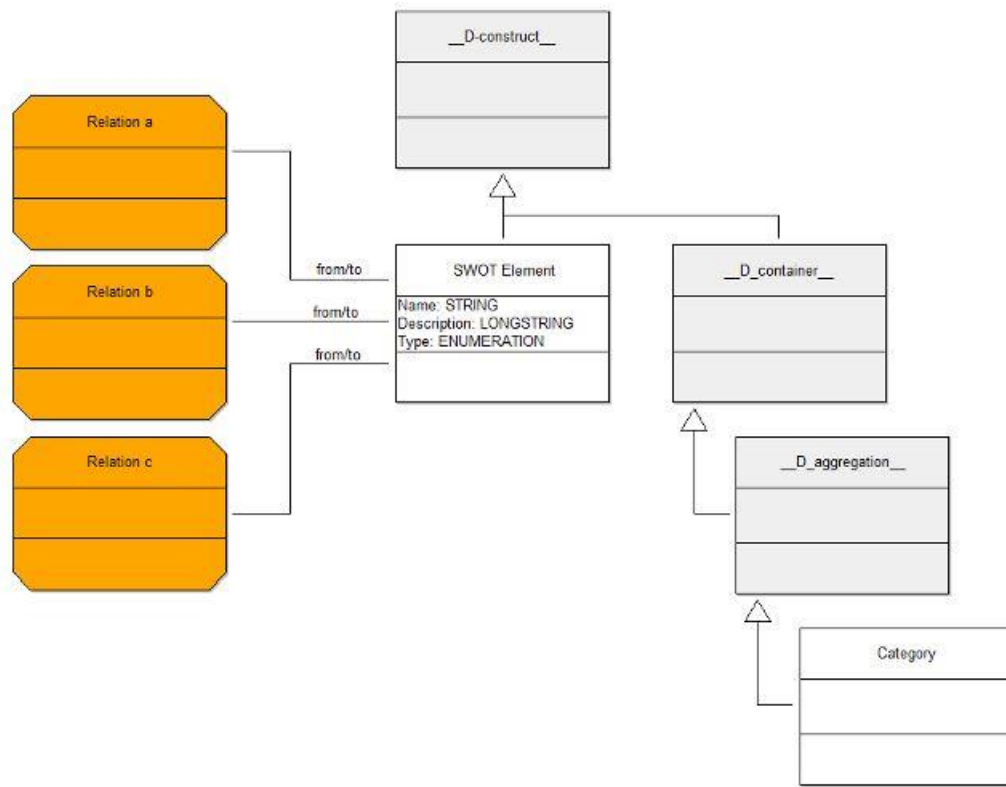 __D-construct__
Relation a
from/to
SWOT Element
Name: STRING
Description: LONGSTRING
Type: ENUMERATION
__D_container__
Relation b
from/to
from/to
Relation c
__D_aggregation__
Category